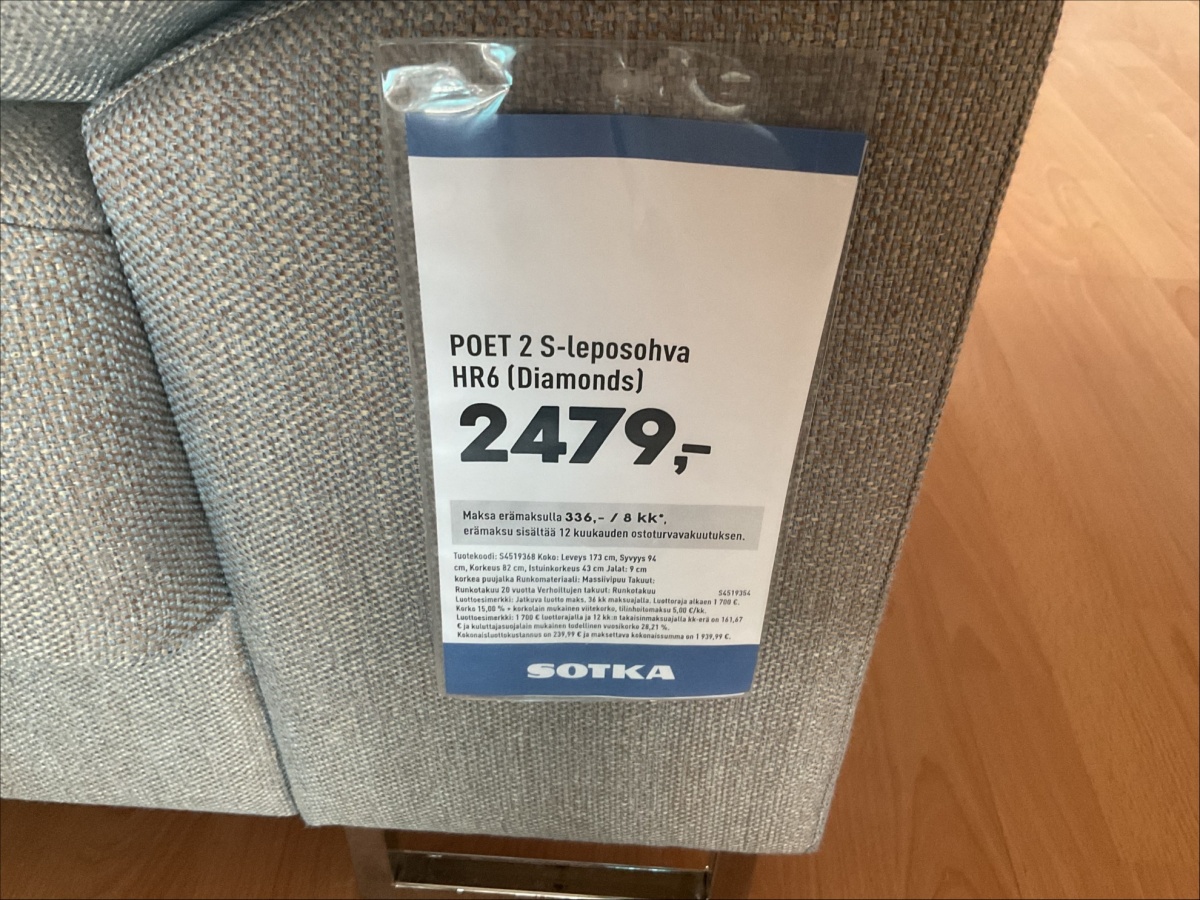 POET 2 S-leposohva
HR6 (Diamonds)
2479,-
Maksa erämaksulla 336,- / 8 kk*,
erämaksu sisältää 12 kuukauden ostoturvavakuutuksen.
Tuotekoodi: S4519368 Koko: Leveys 173 cm, Syvyys 94
cm, Korkeus 82 cm, Istuinkorkeus 43 cm Jalat: 9 cm
korkea puujalka Runkomateriaali: Massiivipuu Takuut:
Runkotakuu 20 vuotta Verhoittujen takuut: Runkotakuu
S4519354
Luottoesimerkki: Jatkuva luotto maks. 36 kk maksuajalla. Luottoraja alkaen 1 700 €.
Korko 15,00 % + korkolain mukainen viitekorko, tilinhoitomaksu 5,00 €/kk.
Luottoesimerkki: 1 700 € luottorajalla ja 12 kk:n takaisinmaksuajalla kk-erä on 161,67
€ ja kuluttajasuojalain mukainen todellinen vuosikorko 28,21 %.
Kokonaisluottokustannus on 239,99 € ja maksettava kokonaissumma on 1 939,99 €.
SOTKA